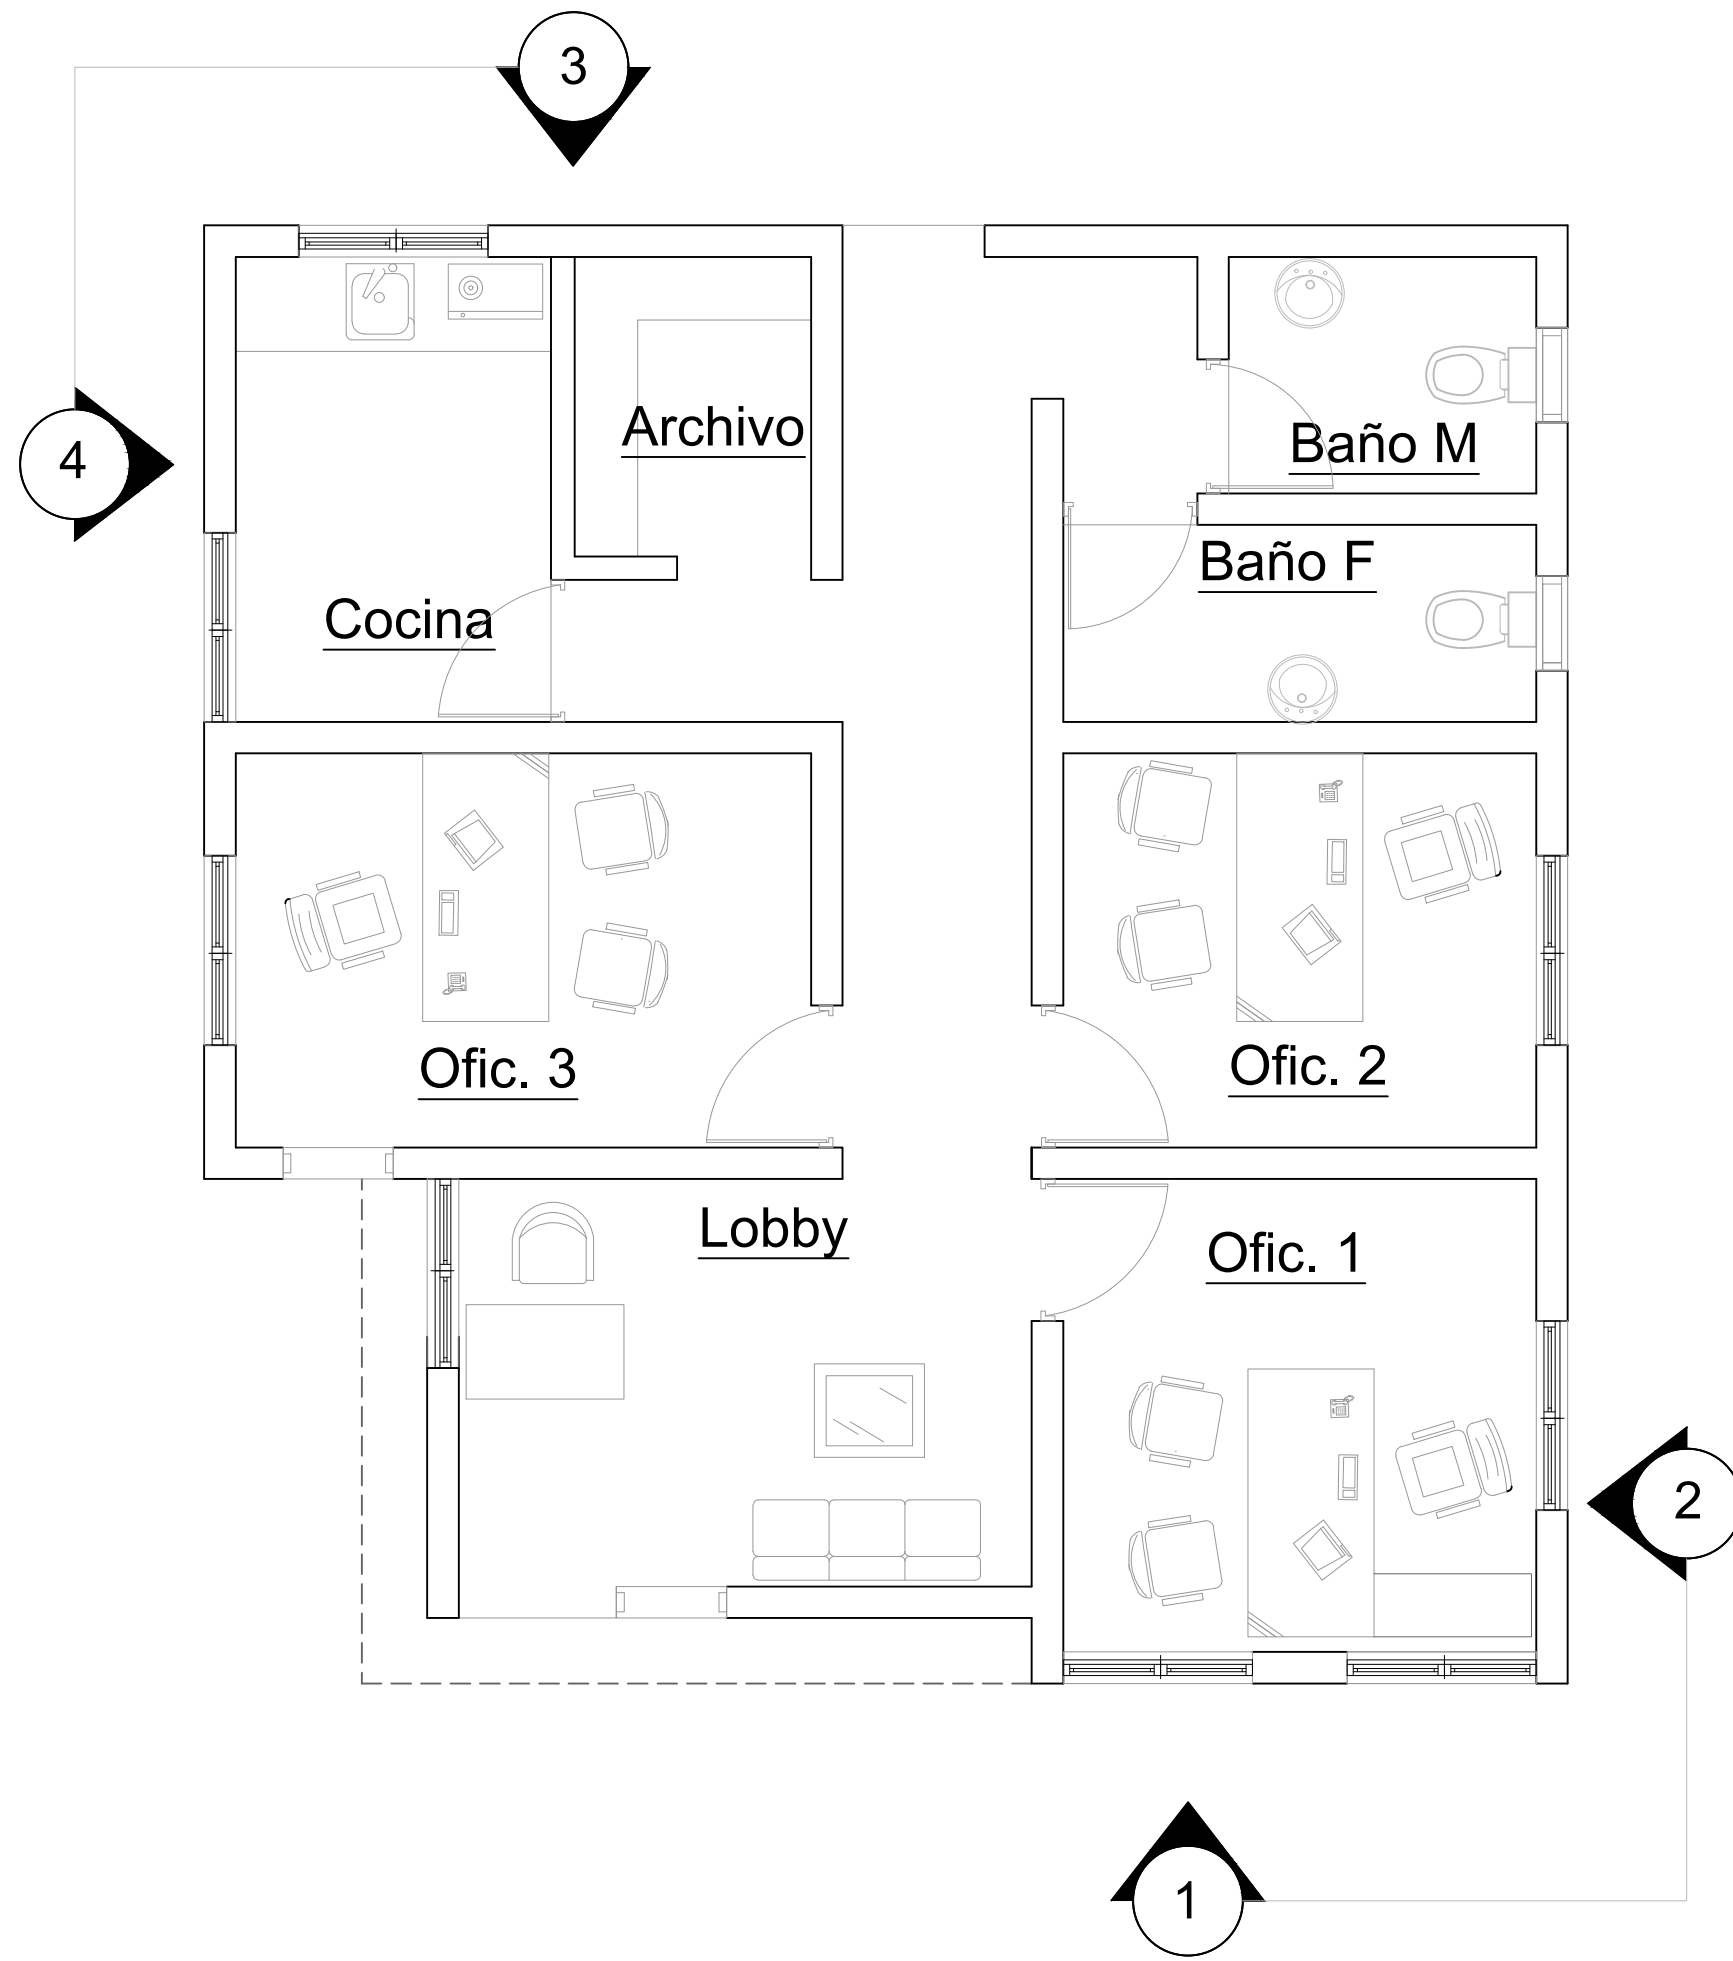 3
Archivo
Baño M
4
Baño F
Cocina
Ofic. 3
Ofic. 2
Lobby
Ofic. 1
2
1